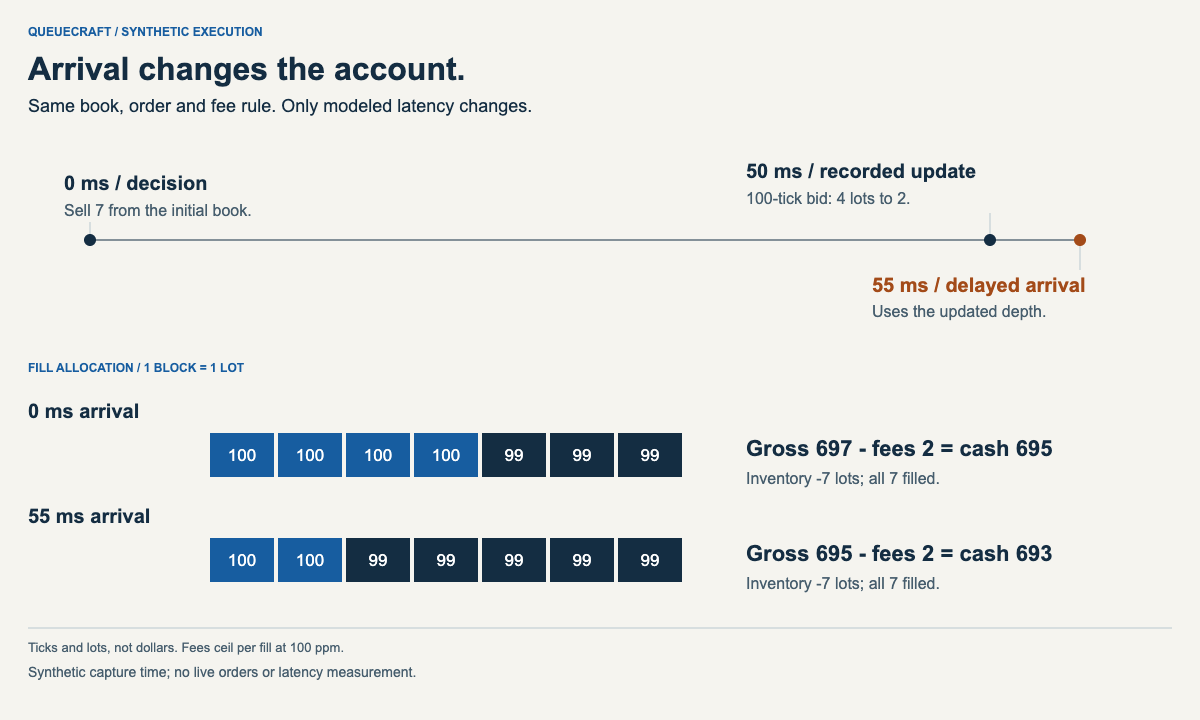 QUEUECRAFT / SYNTHETIC EXECUTION
Arrival changes the account.
Same book, order and fee rule. Only modeled latency changes.
0 ms / decision
Sell 7 from the initial book.
50 ms / recorded update
100-tick bid: 4 lots to 2.
55 ms / delayed arrival
Uses the updated depth.
FILL ALLOCATION / 1 BLOCK = 1 LOT
0 ms arrival
100 100 100 100 99 99 99
Gross 697 - fees 2 = cash 695
Inventory -7 lots; all 7 filled.
55 ms arrival
100 100 99 99 99 99 99
Gross 695 - fees 2 = cash 693
Inventory -7 lots; all 7 filled.
Ticks and lots, not dollars. Fees ceil per fill at 100 ppm.
Synthetic capture time; no live orders or latency measurement.